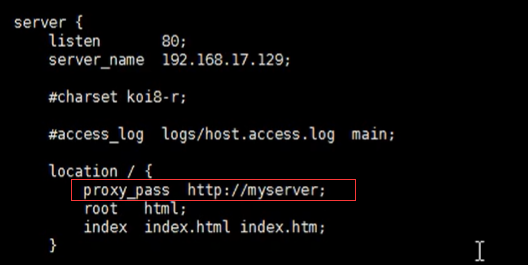 server {
listen 80;
server_name 192.168.17.129;
#charset koi8-r;
#access_log logs/host.access.log main;
location / {
proxy_pass http://myserver;
root html;
index index.html index.htm;
}